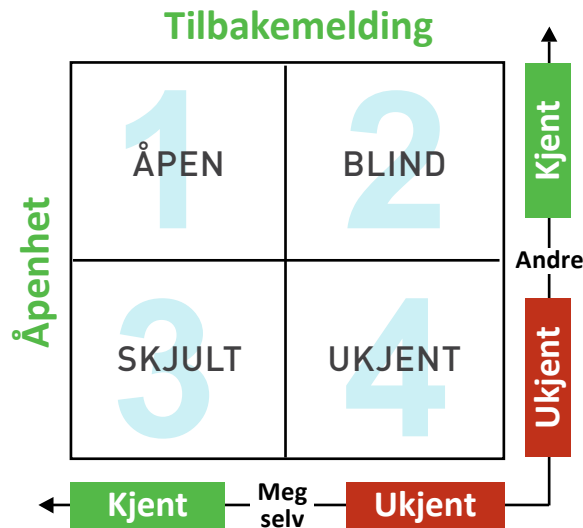 Tilbakemelding
Åpenhet
1
ÅPEN
2
BLIND
3
SKJULT
4
UKJENT
Kjent
Andre
Ukjent
Kjent
Meg
selv
Ukjent